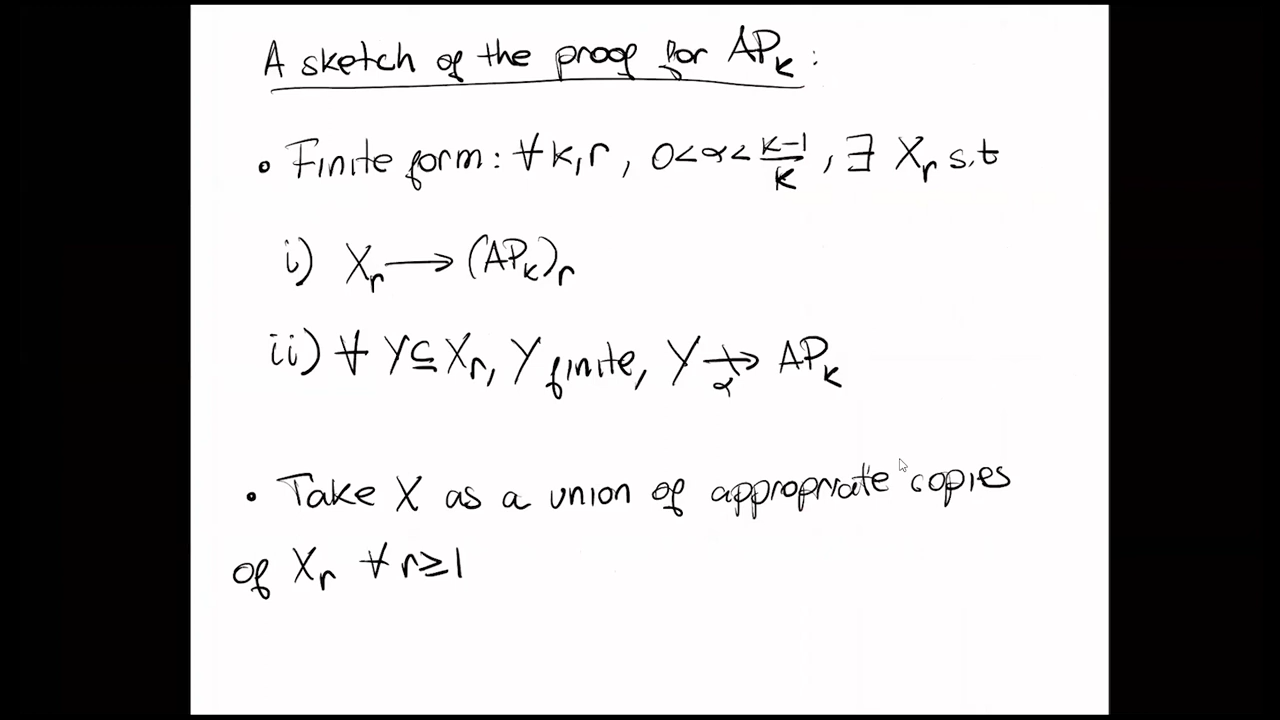 A sketch of the proof for AP_k :
• Finite form: ∀ k, r , 0 < α < \frac{k-1}{k} , ∃ X_r s.t
i) X_r ⟶ (AP_k)_r
ii) ∀ Y ⊆ X_r, Y finite, Y ↛_α AP_k
• Take X as a union of appropriate copies
of X_r ∀ r ≥ 1